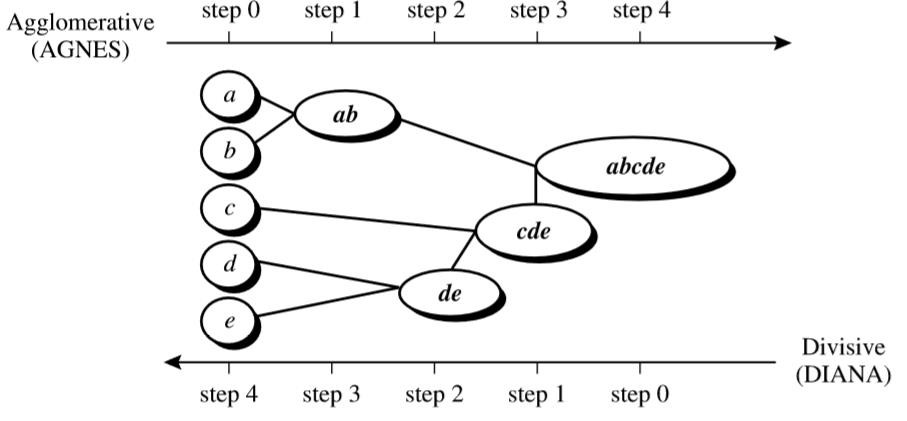 Agglomerative
(AGNES)
step 0 step 1 step 2 step 3 step 4
a
ab
b
abcde
c
cde
d
de
e
Divisive
(DIANA)
step 4 step 3 step 2 step 1 step 0